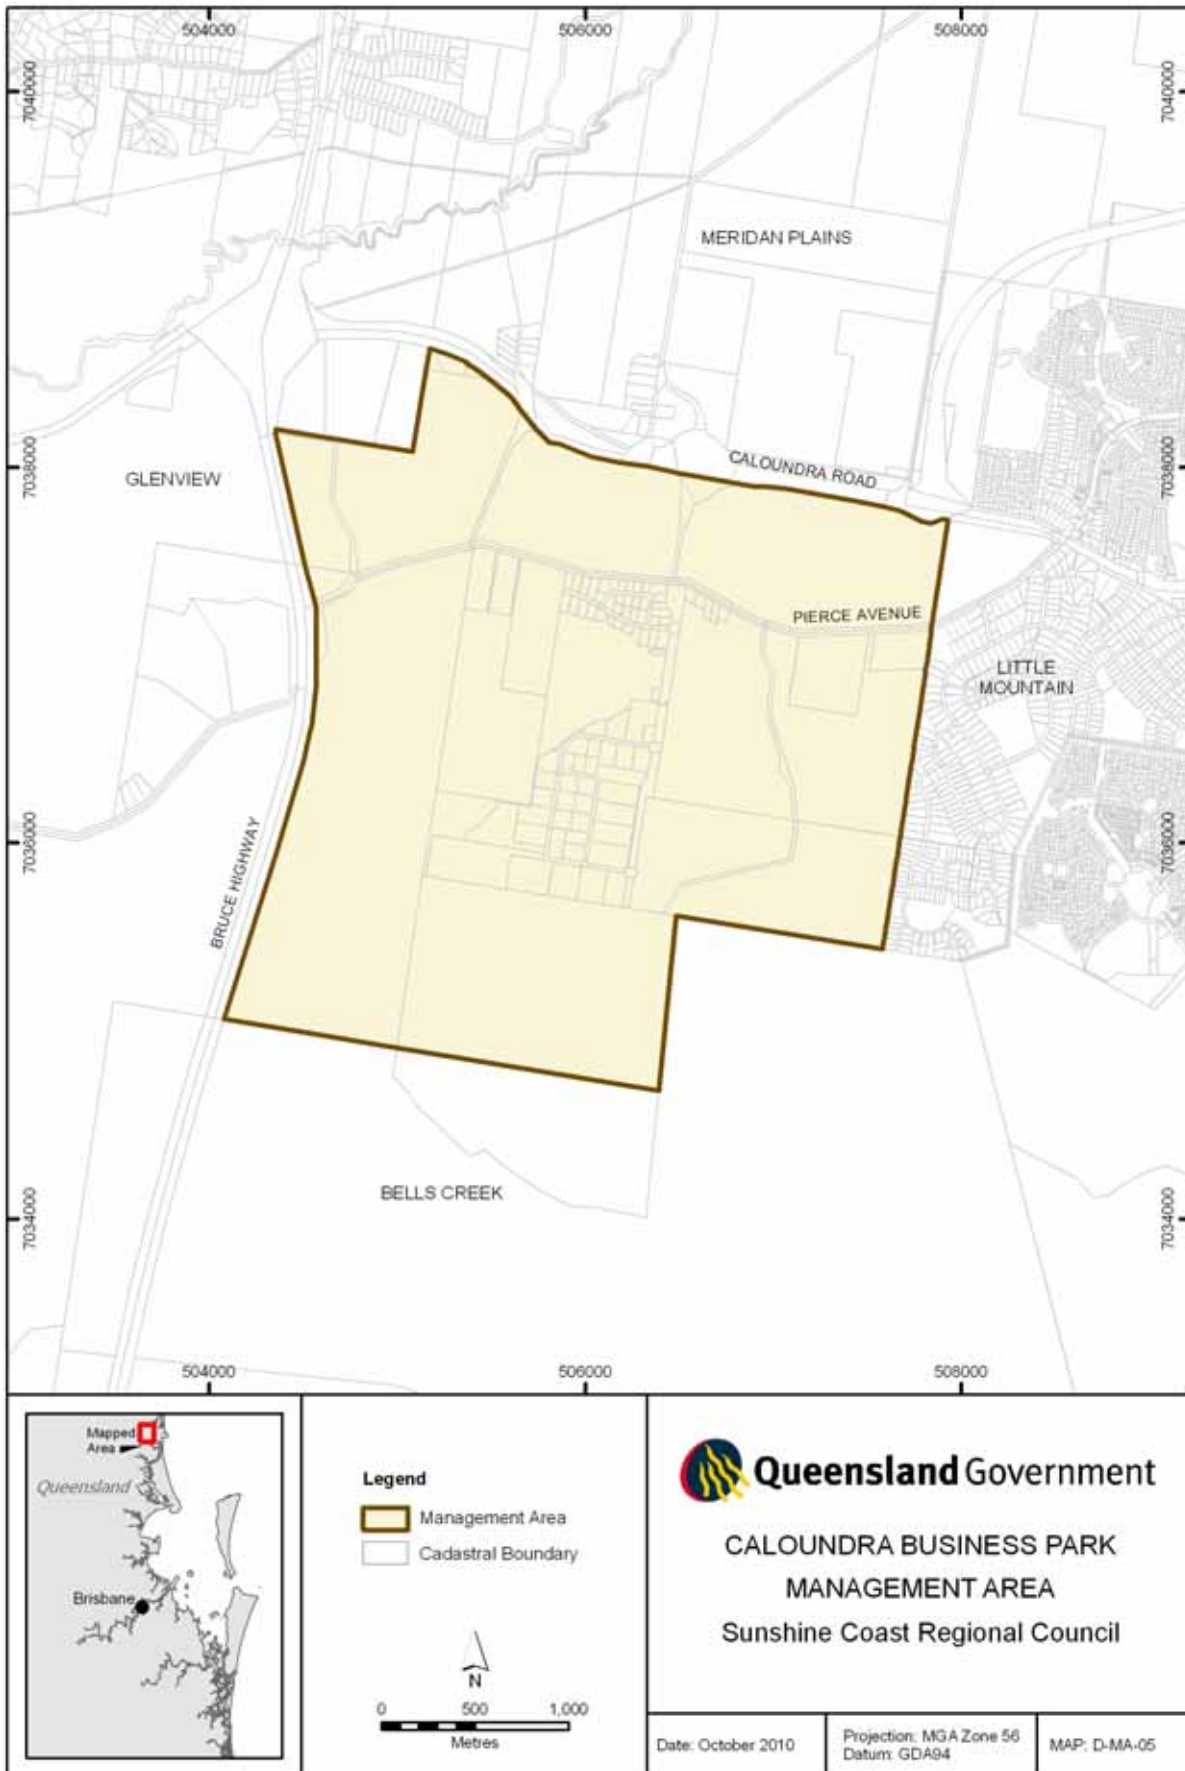 504000
506000
508000
7040000
7040000
MERIDAN PLAINS
GLENVIEW
7038000
7038000
CALOUNDRA ROAD
PIERCE AVENUE
LITTLE
MOUNTAIN
7036000
7036000
BRUCE HIGHWAY
BELLS CREEK
7034000
7034000
504000
506000
508000
Mapped
Area
Queensland
Brisbane
Legend
Management Area
Cadastral Boundary
N
0 500 1,000
Metres
Queensland Government
CALOUNDRA BUSINESS PARK
MANAGEMENT AREA
Sunshine Coast Regional Council
Date: October 2010
Projection: MGA Zone 56
Datum: GDA94
MAP: D-MA-05